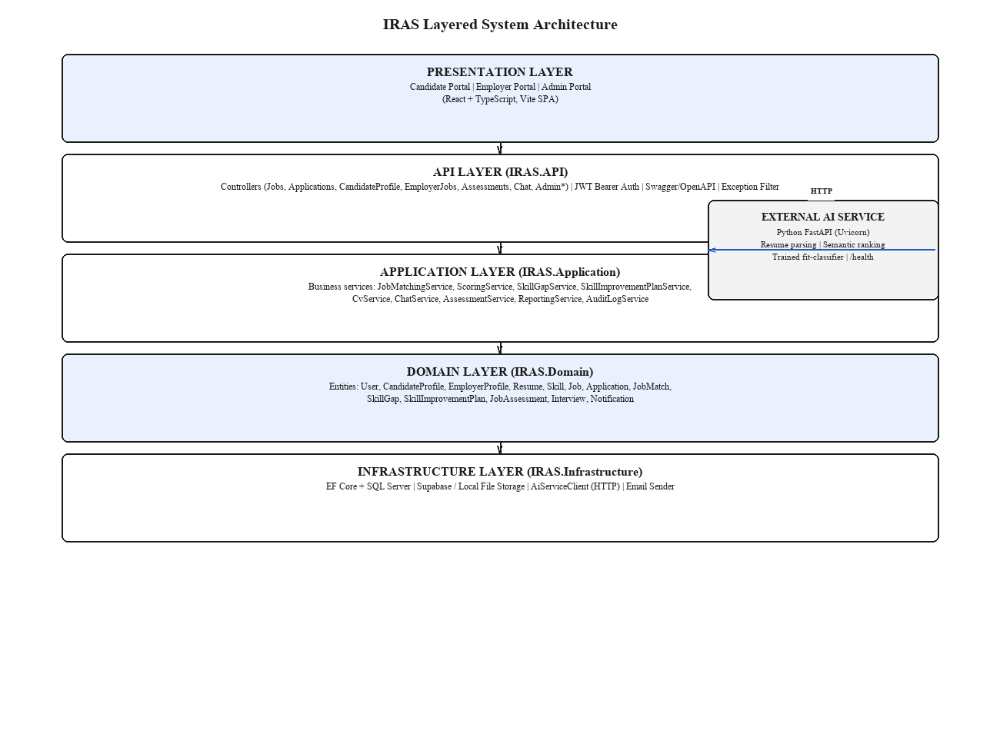 IRAS Layered System Architecture
PRESENTATION LAYER
Candidate Portal | Employer Portal | Admin Portal
(React + TypeScript, Vite SPA)
API LAYER (IRAS.API)
Controllers (Jobs, Applications, CandidateProfile, EmployerJobs, Assessments, Chat, Admin*) | JWT Bearer Auth | Swagger/OpenAPI | Exception Filter
HTTP
EXTERNAL AI SERVICE
Python FastAPI (Uvicorn)
Resume parsing | Semantic ranking
Trained fit-classifier | /health
APPLICATION LAYER (IRAS.Application)
Business services: JobMatchingService, ScoringService, SkillGapService, SkillImprovementPlanService,
CvService, ChatService, AssessmentService, ReportingService, AuditLogService
DOMAIN LAYER (IRAS.Domain)
Entities: User, CandidateProfile, EmployerProfile, Resume, Skill, Job, Application, JobMatch,
SkillGap, SkillImprovementPlan, JobAssessment, Interview, Notification
INFRASTRUCTURE LAYER (IRAS.Infrastructure)
EF Core + SQL Server | Supabase / Local File Storage | AiServiceClient (HTTP) | Email Sender